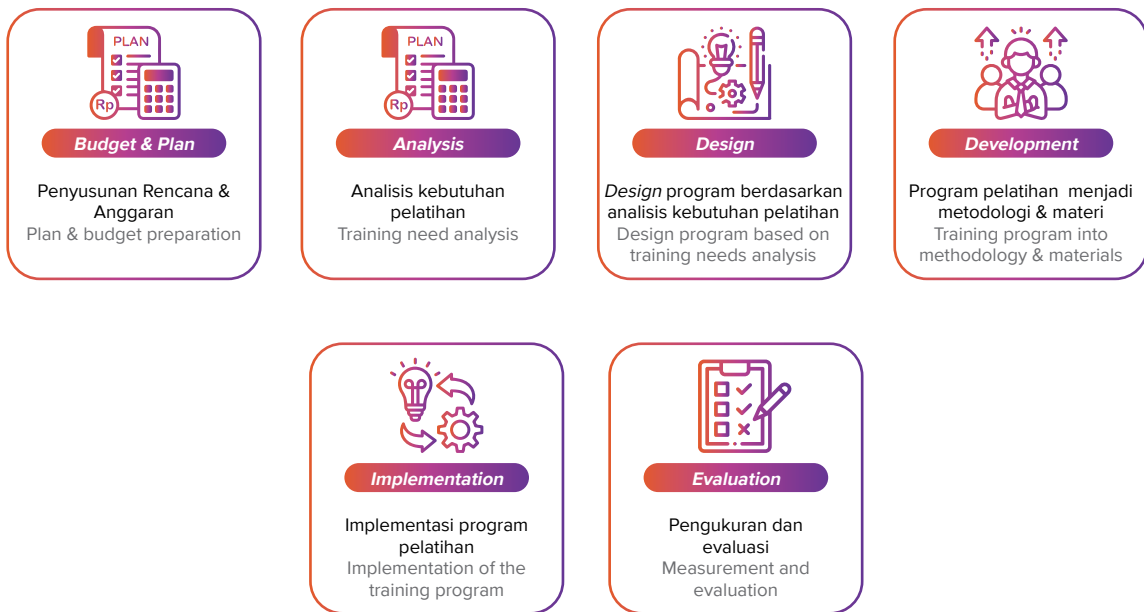 PLAN
Rp
Budget & Plan
Penyusunan Rencana &
Anggaran
Plan & budget preparation
PLAN
Rp
Analysis
Analisis kebutuhan
pelatihan
Training need analysis
Design
Design program berdasarkan
analisis kebutuhan pelatihan
Design program based on
training needs analysis
Development
Program pelatihan menjadi
metodologi & materi
Training program into
methodology & materials
Implementation
Implementasi program
pelatihan
Implementation of the
training program
Evaluation
Pengukuran dan
evaluasi
Measurement and
evaluation